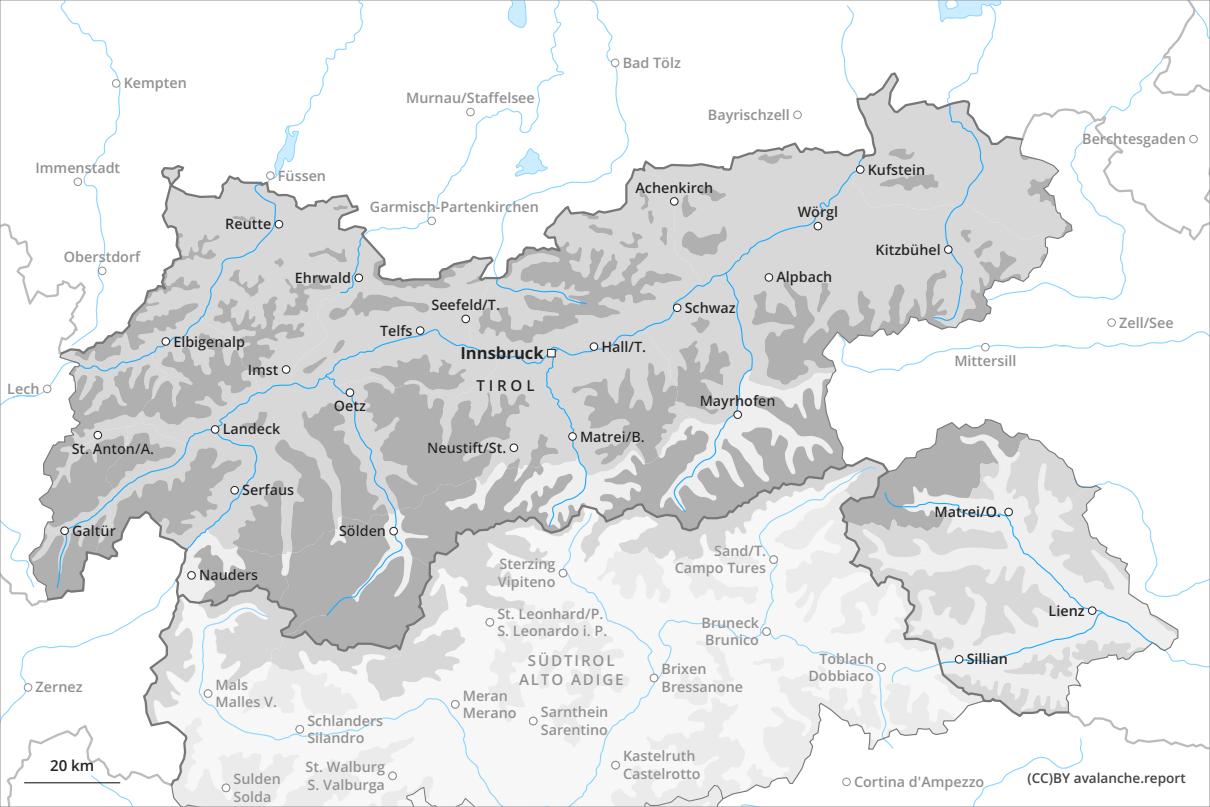 Bad Tölz
Kempten
Murnau/Staffelsee
Bayrischzell
Berchtesgaden
Immenstadt
Füssen
Kufstein
Achenkirch
Garmisch-Partenkirchen
Wörgl
Reutte
Kitzbühel
Oberstdorf
Ehrwald
Alpbach
Seefeld/T.
Schwaz
Zell/See
Telfs
Elbigenalp
Hall/T.
Innsbruck
Mittersill
Imst
TIROL
Lech
Mayrhofen
Oetz
Landeck
Matrei/B.
St. Anton/A.
Neustift/St.
Serfaus
Matrei/O.
Galtür
Sölden
Sand/T.
Campo Tures
Sterzing
Vipiteno
Nauders
Lienz
St. Leonhard/P.
S. Leonardo i. P.
Bruneck
Brunico
SÜDTIROL
ALTO ADIGE
Sillian
Toblach
Dobbiaco
Brixen
Bressanone
Zernez
Mals
Malles V.
Meran
Merano
Sarnthein
Sarentino
Schlanders
Silandro
Kastelruth
Castelrotto
20 km
St. Walburg
S. Valburga
Sulden
Solda
Cortina d'Ampezzo
(CC)BY avalanche.report